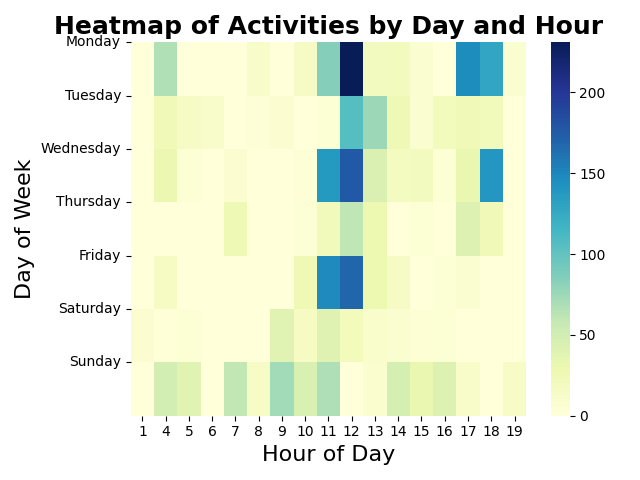 Heatmap of Activities by Day and Hour
Day of Week
Monday
Tuesday
Wednesday
Thursday
Friday
Saturday
Sunday
1 4 5 6 7 8 9 10 11 12 13 14 15 16 17 18 19
Hour of Day
200
150
100
50
0